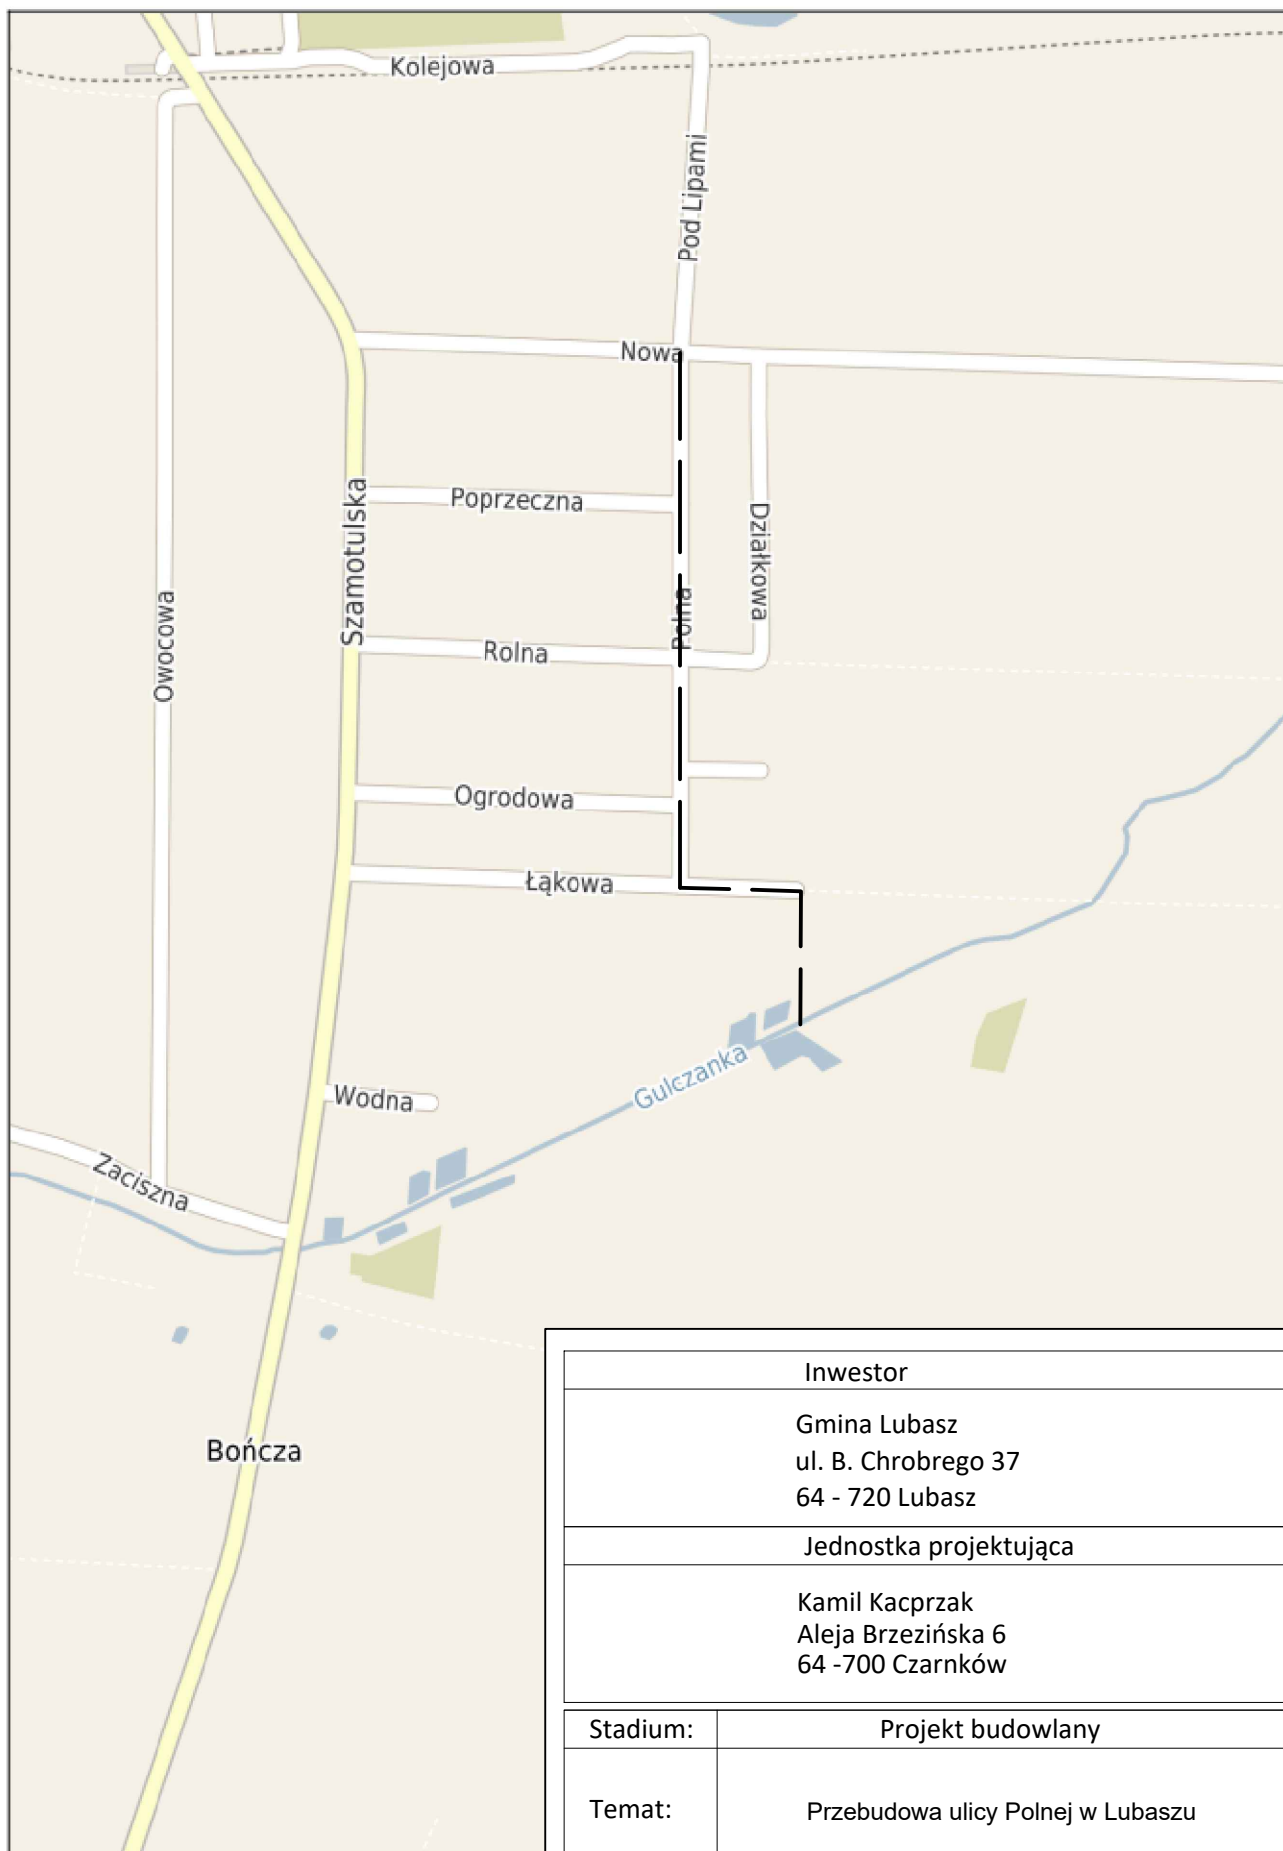 Kolejowa
Pod Lipami
Nowa
Poprzeczna
Szamotulska
Działkowa
Owocowa
Polna
Rolna
Ogrodowa
Łąkowa
Gulczanka
Wodna
Zaciszna
Bończa
Inwestor
Gmina Lubasz
ul. B. Chrobrego 37
64 - 720 Lubasz
Jednostka projektująca
Kamil Kacprzak
Aleja Brzezińska 6
64 -700 Czarnków
Stadium: Projekt budowlany
Temat: Przebudowa ulicy Polnej w Lubaszu